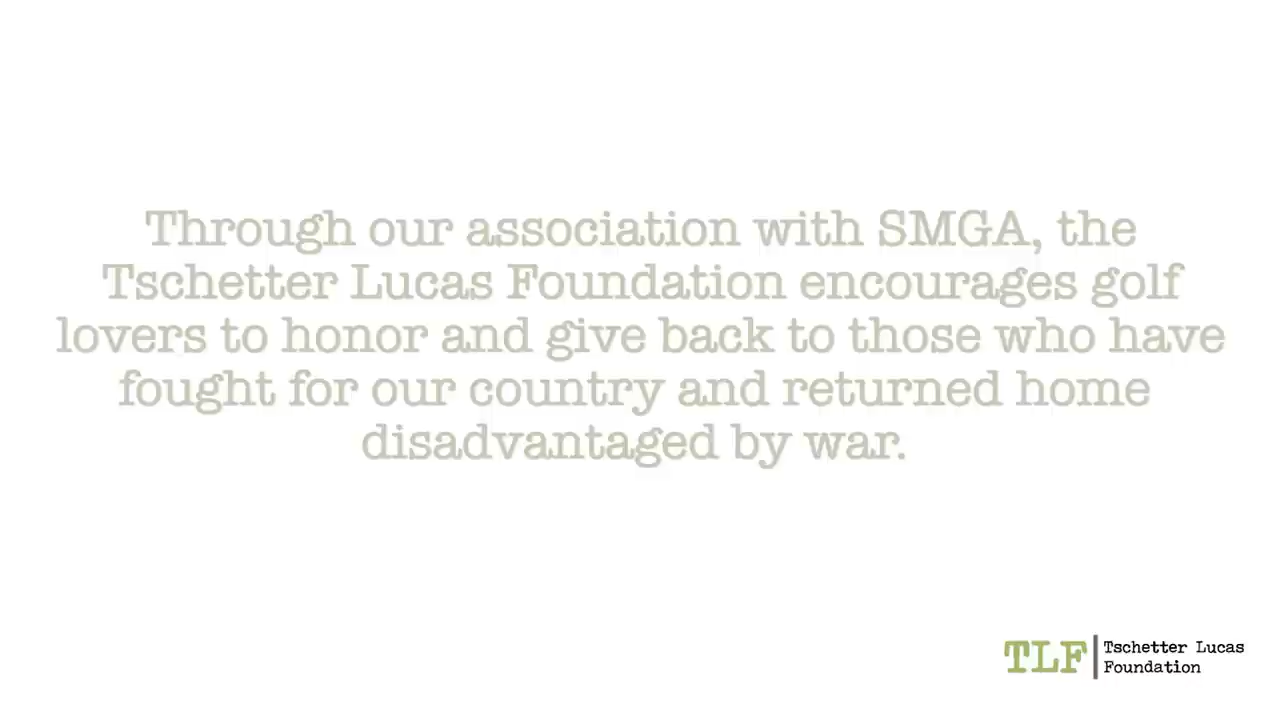 Through our association with SMGA, the
Tschetter Lucas Foundation encourages golf
lovers to honor and give back to those who have
fought for our country and returned home
disadvantaged by war.
TLF
Tschetter Lucas
Foundation